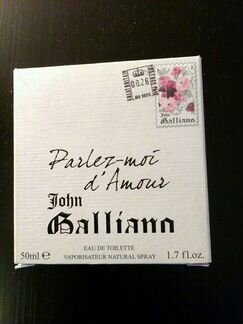 John
Galliano
Parlez-moi
d'Amour
John
Galliano
EAU DE TOILETTE
50ml e VAPORISATEUR NATURAL SPRAY 1.7 fl.oz.